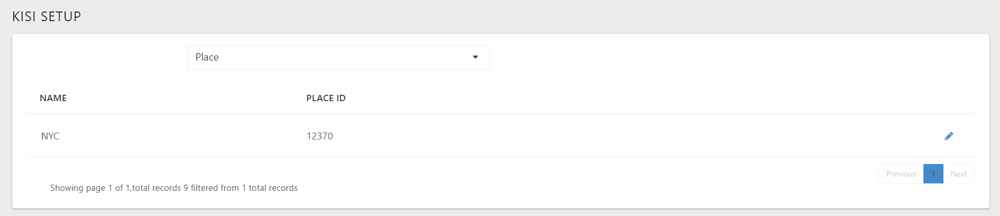 KISI SETUP
Place
NAME PLACE ID
NYC 12370
Previous 1 Next
Showing page 1 of 1,total records 9 filtered from 1 total records